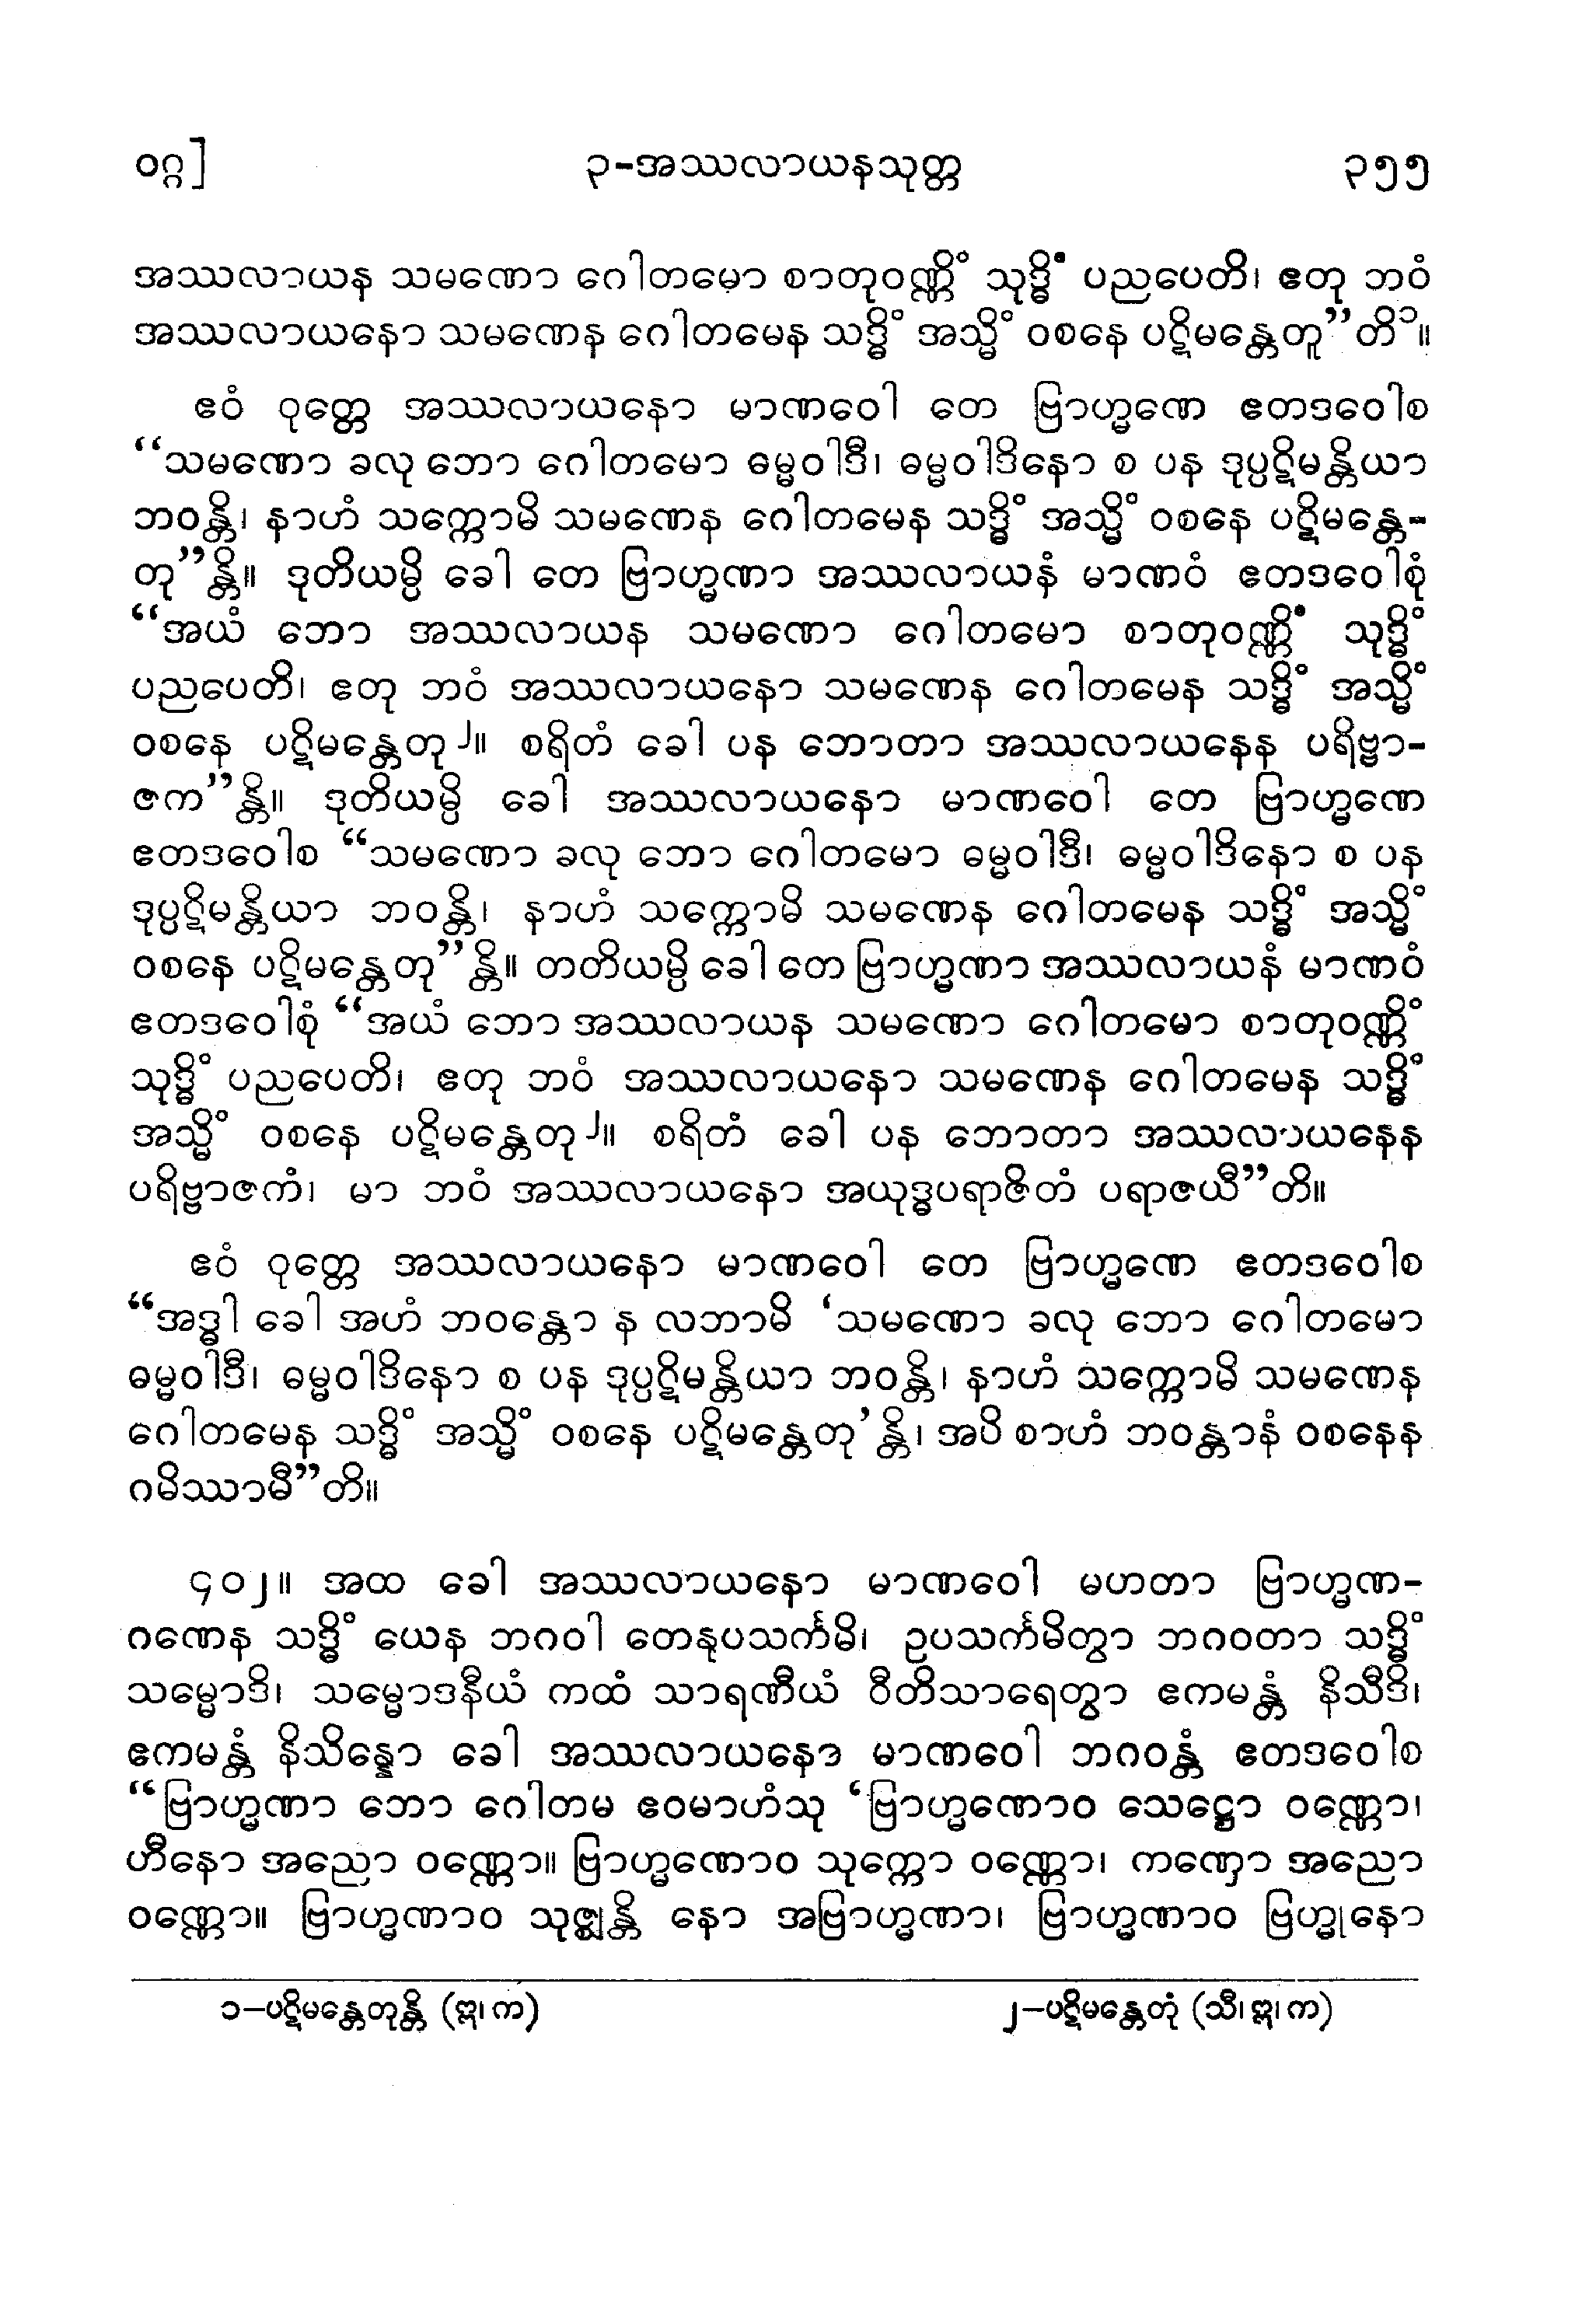 ဝဂ္ဂ]
၃-အဿလာယနသုတ္တ
၃၅၅
အဿလာယန သမဏော ဂေါတမော စာတုဝဏ္ဏိံ သုဒ္ဓိံ ပညပေတိ၊ ဧတု ဘဝံ
အဿလာယနော သမဏေန ဂေါတမေန သဒ္ဓိံ အသ္မိံ ဝစနေ ပဋိမန္တေတူ”တိ၁။
ဧဝံ ဝုတ္တေ အဿလာယနော မာဏဝေါ တေ ဗြာဟ္မဏေ ဧတဒဝေါစ
“သမဏော ခလု ဘော ဂေါတမော ဓမ္မဝါဒီ၊ ဓမ္မဝါဒိနော စ ပန ဒုပ္ပဋိမန္တိယာ
ဘဝန္တိ၊ နာဟံ သက္ကောမိ သမဏေန ဂေါတမေန သဒ္ဓိံ အသ္မိံ ဝစနေ ပဋိမန္တေ-
တု”န္တိ။ ဒုတိယမ္ပိ ခေါ တေ ဗြာဟ္မဏာ အဿလာယနံ မာဏဝံ ဧတဒဝေါစုံ
“အယံ ဘော အဿလာယန သမဏော ဂေါတမော စာတုဝဏ္ဏိံ သုဒ္ဓိံ
ပညပေတိ၊ ဧတု ဘဝံ အဿလာယနော သမဏေန ဂေါတမေန သဒ္ဓိံ အသ္မိံ
ဝစနေ ပဋိမန္တေတု၂။ စရိတံ ခေါ ပန ဘောတာ အဿလာယနေန ပရိဗ္ဗာ-
ဇက”န္တိ။ ဒုတိယမ္ပိ ခေါ အဿလာယနော မာဏဝေါ တေ ဗြာဟ္မဏေ
ဧတဒဝေါစ “သမဏော ခလု ဘော ဂေါတမော ဓမ္မဝါဒီ၊ ဓမ္မဝါဒိနော စ ပန
ဒုပ္ပဋိမန္တိယာ ဘဝန္တိ၊ နာဟံ သက္ကောမိ သမဏေန ဂေါတမေန သဒ္ဓိံ အသ္မိံ
ဝစနေ ပဋိမန္တေတု”န္တိ။ တတိယမ္ပိ ခေါ တေ ဗြာဟ္မဏာ အဿလာယနံ မာဏဝံ
ဧတဒဝေါစုံ “အယံ ဘော အဿလာယန သမဏော ဂေါတမော စာတုဝဏ္ဏိံ
သုဒ္ဓိံ ပညပေတိ၊ ဧတု ဘဝံ အဿလာယနော သမဏေန ဂေါတမေန သဒ္ဓိံ
အသ္မိံ ဝစနေ ပဋိမန္တေတု၂။ စရိတံ ခေါ ပန ဘောတာ အဿလာယနေန
ပရိဗ္ဗာဇကံ၊ မာ ဘဝံ အဿလာယနော အယုဒ္ဓပရာဇိတံ ပရာဇယီ”တိ။
ဧဝံ ဝုတ္တေ အဿလာယနော မာဏဝေါ တေ ဗြာဟ္မဏေ ဧတဒဝေါစ
“အဒ္ဓါ ခေါ အဟံ ဘဝန္တော န လဘာမိ ‘သမဏော ခလု ဘော ဂေါတမော
ဓမ္မဝါဒီ၊ ဓမ္မဝါဒိနော စ ပန ဒုပ္ပဋိမန္တိယာ ဘဝန္တိ၊ နာဟံ သက္ကောမိ သမဏေန
ဂေါတမေန သဒ္ဓိံ အသ္မိံ ဝစနေ ပဋိမန္တေတု’န္တိ၊ အပိ စာဟံ ဘဝန္တာနံ ဝစနေန
ဂမိဿာမီ”တိ။
၄၀၂။ အထ ခေါ အဿလာယနော မာဏဝေါ မဟတာ ဗြာဟ္မဏ-
ဂဏေန သဒ္ဓိံ ယေန ဘဂဝါ တေနုပသင်္ကမိ၊ ဥပသင်္ကမိတွာ ဘဂဝတာ သဒ္ဓိံ
သမ္မောဒိ၊ သမ္မောဒနီယံ ကထံ သာရဏီယံ ဝီတိသာရေတွာ ဧကမန္တံ နိသီဒိ၊
ဧကမန္တံ နိသိန္နော ခေါ အဿလာယနော မာဏဝေါ ဘဂဝန္တံ ဧတဒဝေါစ
“ဗြာဟ္မဏာ ဘော ဂေါတမ ဧဝမာဟံသု ‘ဗြာဟ္မဏောဝ သေဋ္ဌော ဝဏ္ဏော၊
ဟီနော အညော ဝဏ္ဏော။ ဗြာဟ္မဏောဝ သုက္ကော ဝဏ္ဏော၊ ကဏှော အညော
ဝဏ္ဏော။ ဗြာဟ္မဏာဝ သုဇ္ဈန္တိ နော အဗြာဟ္မဏာ၊ ဗြာဟ္မဏာဝ ဗြဟ္မုနော
၁–ပဋိမန္တေတုန္တိ (ဣ၊ က)
၂–ပဋိမန္တေတုံ (သီ၊ ဣ၊ က)